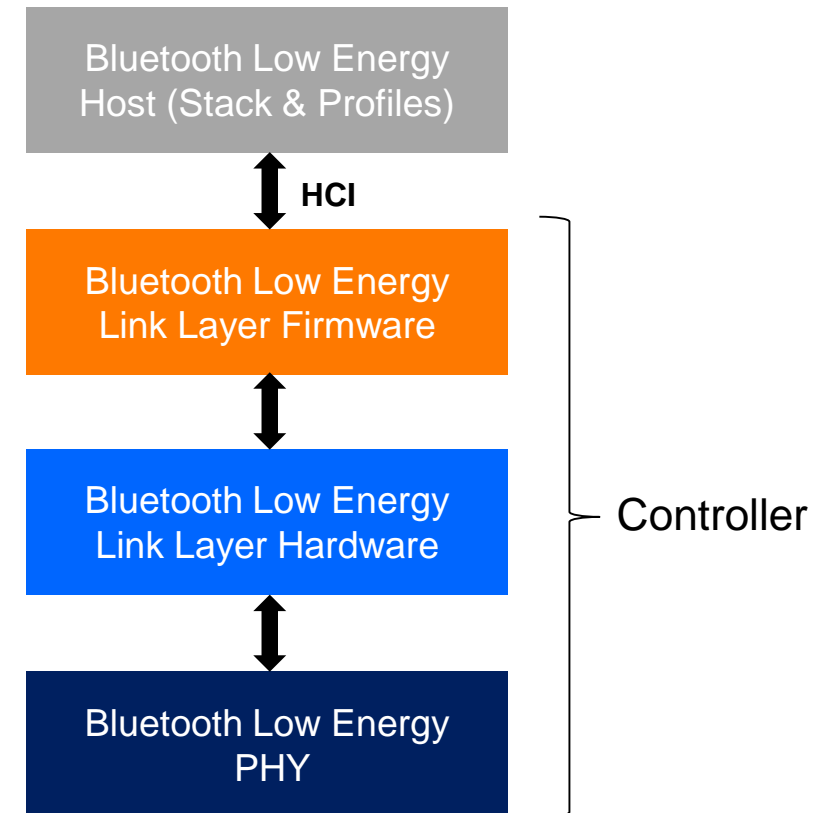 Bluetooth Low Energy
Host (Stack & Profiles)
HCI
Bluetooth Low Energy
Link Layer Firmware
Bluetooth Low Energy
Link Layer Hardware
Controller
Bluetooth Low Energy
PHY